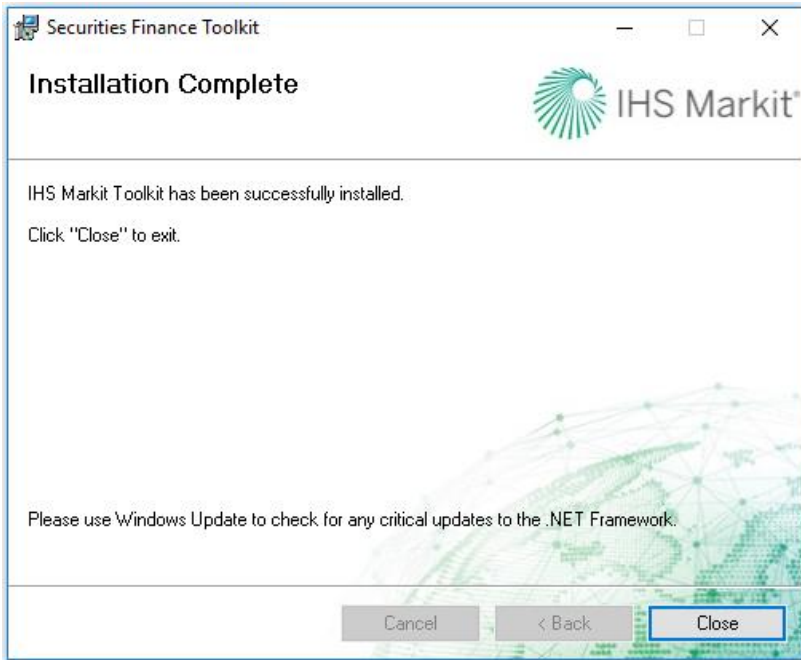 Securities Finance Toolkit
Installation Complete
IHS Markit®
IHS Markit Toolkit has been successfully installed.
Click "Close" to exit.
Please use Windows Update to check for any critical updates to the .NET Framework.
Cancel
< Back
Close